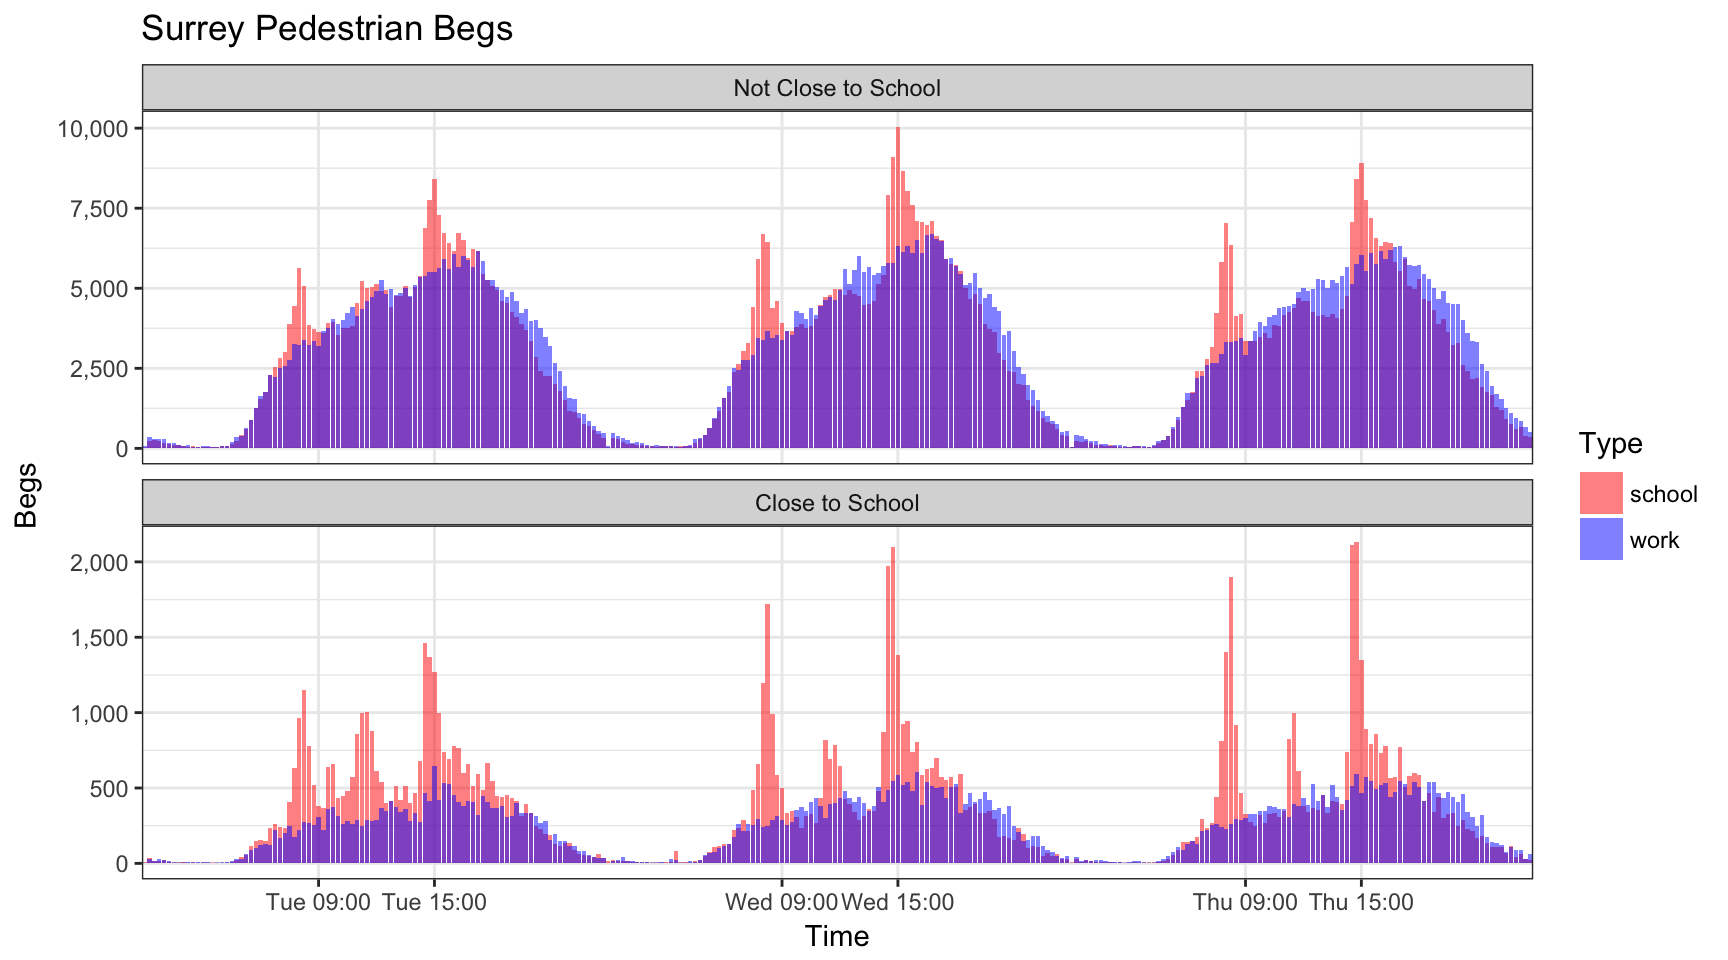 Surrey Pedestrian Begs
Not Close to School
10,000
7,500
5,000
2,500
0
Close to School
2,000
1,500
1,000
500
0
Begs
Tue 09:00 Tue 15:00 Wed 09:00 Wed 15:00 Thu 09:00 Thu 15:00
Time
Type
school
work